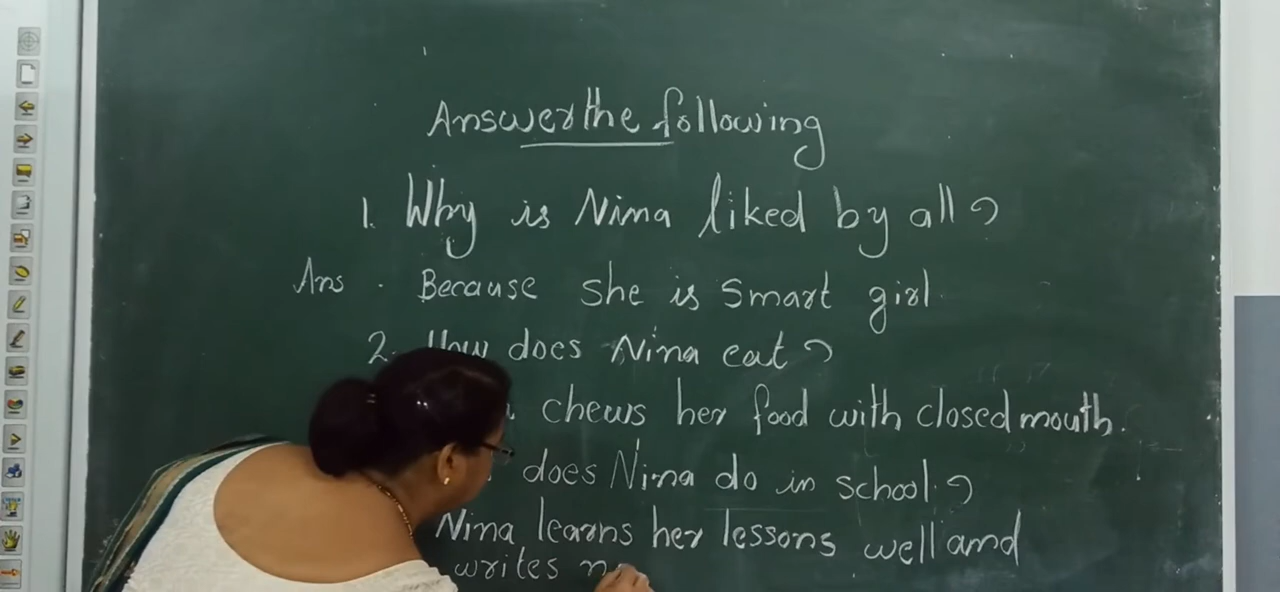 Answer the following
1. Why is Nima liked by all?
Ans. Because she is smart girl.
2. How does Nima eat?
chews her food with closed mouth.
does Nima do in school.?
Nima learns her lessons well and
writes